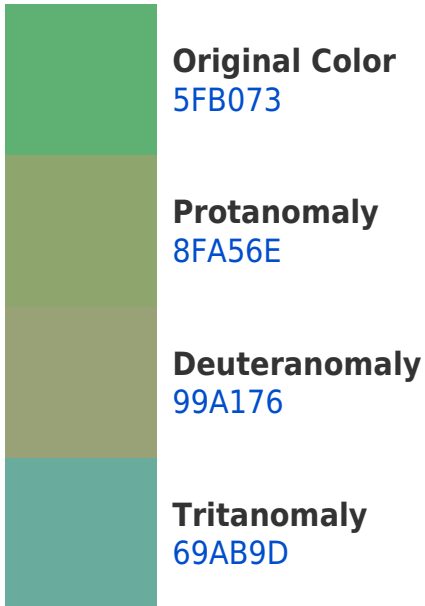 Original Color
5FB073
Protanomaly
8FA56E
Deuteranomaly
99A176
Tritanomaly
69AB9D